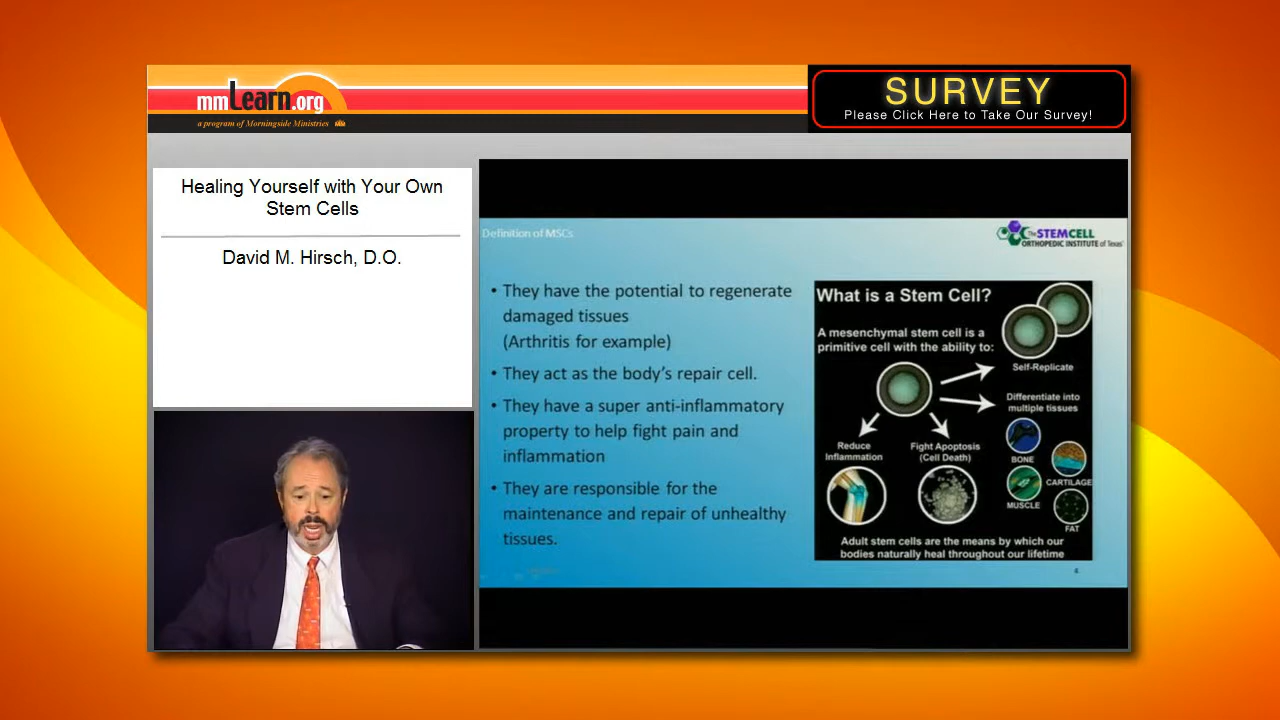 mmLearn.org
a program of Morningside Ministries
SURVEY
Please Click Here to Take Our Survey!
Healing Yourself with Your Own
Stem Cells
David M. Hirsch, D.O.
Definition of MSCs
The STEMCELL
ORTHOPEDIC INSTITUTE of Texas
• They have the potential to regenerate
damaged tissues
(Arthritis for example)
• They act as the body's repair cell.
• They have a super anti-inflammatory
property to help fight pain and
inflammation
• They are responsible for the
maintenance and repair of unhealthy
tissues.
What is a Stem Cell?
A mesenchymal stem cell is a
primitive cell with the ability to:
Self-Replicate
Differentiate into
multiple tissues
Reduce
Inflammation
Fight Apoptosis
(Cell Death)
BONE
CARTILAGE
MUSCLE
FAT
Adult stem cells are the means by which our
bodies naturally heal throughout our lifetime
4